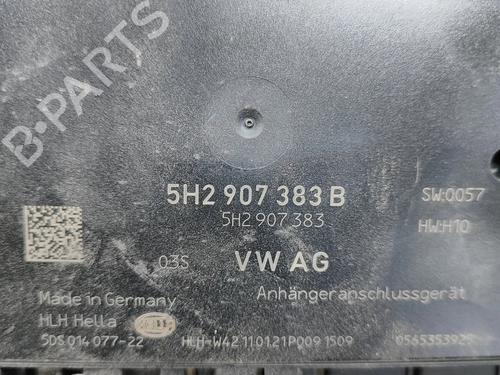 B-PARTS
5H2 907 383 B
5H2 907 383
SW:0057
HW:H10
03S
VW AG
Made in Germany
Anhängeranschlussgerät
HLH Hella
5DS 014 077-22
HLH-W42 110121P009 1509
0565353925